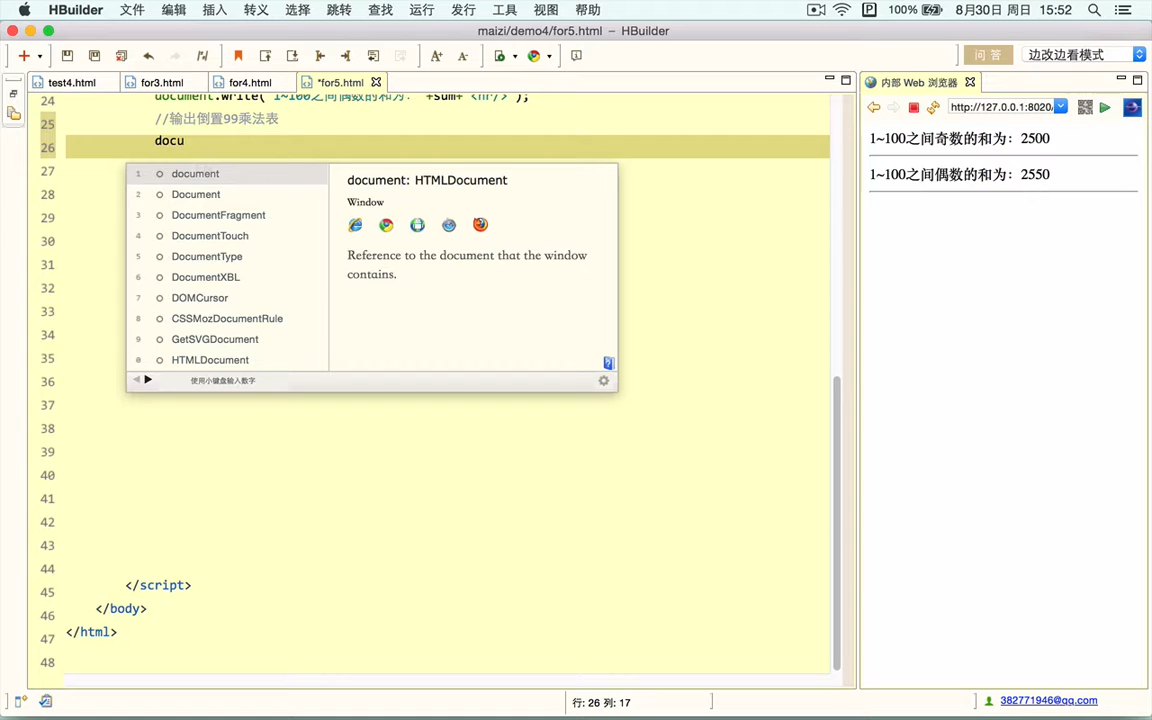 HBuilder 文件 编辑 插入 转义 选择 跳转 查找 运行 发行 工具 视图 帮助 100% 8月30日 周日 15:52
maizi/demo4/for5.html – HBuilder
问 答 边改边看模式
test4.html for3.html for4.html *for5.html 内部 Web 浏览器
http://127.0.0.1:8020/
24 document.write("1~100之间偶数的和为: "+sum+"<hr/>");
25 //输出倒置99乘法表
26 docu
27
28
29
30
31
32
33
34
35
36
37
38
39
40
41
42
43
44
45 </script>
46 </body>
47 </html>
48
1 document
2 Document
3 DocumentFragment
4 DocumentTouch
5 DocumentType
6 DocumentXBL
7 DOMCursor
8 CSSMozDocumentRule
9 GetSVGDocument
0 HTMLDocument
使用小键盘输入数字
document: HTMLDocument
Window
Reference to the document that the window
contains.
1~100之间奇数的和为: 2500
1~100之间偶数的和为: 2550
行: 26 列: 17
382771946@qq.com